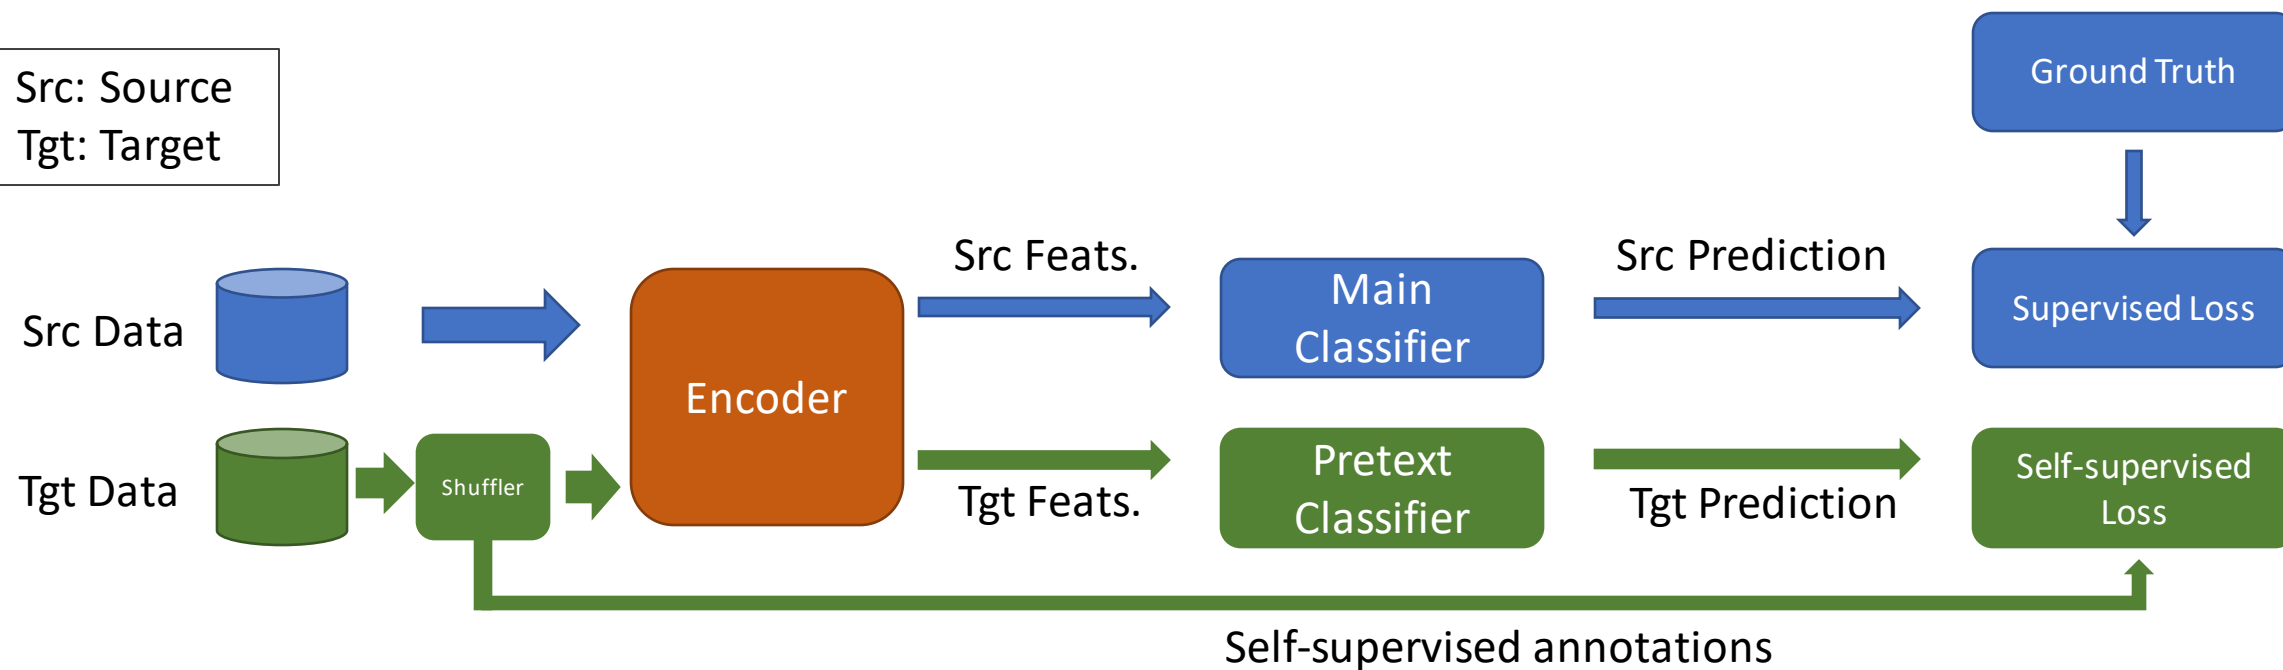 Src: Source
Tgt: Target
Ground Truth
Src Data
Encoder
Src Feats.
Main
Classifier
Src Prediction
Supervised Loss
Tgt Data
Shuffler
Tgt Feats.
Pretext
Classifier
Tgt Prediction
Self-supervised
Loss
Self-supervised annotations